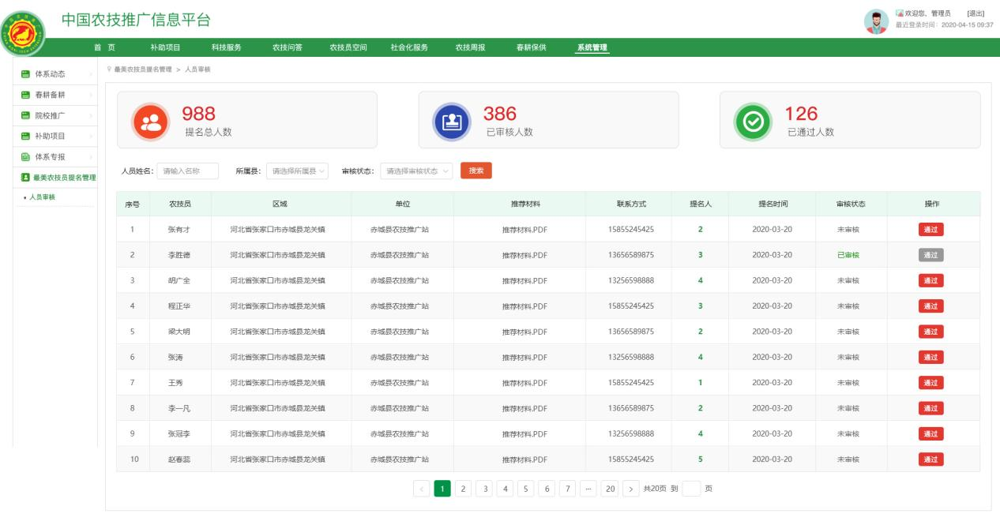 中国农技推广信息平台
欢迎您、管理员 [退出]
最近登录时间：2020-04-15 09:37
首 页 补助项目 科技服务 农技问答 农技员空间 社会化服务 农技周报 春耕保供 系统管理
体系动态
春耕备耕
院校推广
补助项目
体系专报
最美农技员提名管理
人员审核
最美农技员提名管理 > 人员审核
988
提名总人数
386
已审核人数
126
已通过人数
人员姓名： 请输入名称 所属县： 请选择所属县 审核状态： 请选择审核状态 搜索
序号 农技员 区域 单位 推荐材料 联系方式 提名人 提名时间 审核状态 操作
1 张有才 河北省张家口市赤城县龙关镇 赤城县农技推广站 推荐材料.PDF 15855245425 2 2020-03-20 未审核 通过
2 李胜德 河北省张家口市赤城县龙关镇 赤城县农技推广站 推荐材料.PDF 13656589875 3 2020-03-20 已审核 通过
3 胡广全 河北省张家口市赤城县龙关镇 赤城县农技推广站 推荐材料.PDF 13256598888 4 2020-03-20 未审核 通过
4 程正华 河北省张家口市赤城县龙关镇 赤城县农技推广站 推荐材料.PDF 15855245425 3 2020-03-20 未审核 通过
5 梁大明 河北省张家口市赤城县龙关镇 赤城县农技推广站 推荐材料.PDF 13656589875 2 2020-03-20 未审核 通过
6 张涛 河北省张家口市赤城县龙关镇 赤城县农技推广站 推荐材料.PDF 13256598888 4 2020-03-20 未审核 通过
7 王秀 河北省张家口市赤城县龙关镇 赤城县农技推广站 推荐材料.PDF 15855245425 1 2020-03-20 未审核 通过
8 李一凡 河北省张家口市赤城县龙关镇 赤城县农技推广站 推荐材料.PDF 13656589875 2 2020-03-20 未审核 通过
9 张冠李 河北省张家口市赤城县龙关镇 赤城县农技推广站 推荐材料.PDF 13256598888 4 2020-03-20 未审核 通过
10 赵春蕊 河北省张家口市赤城县龙关镇 赤城县农技推广站 推荐材料.PDF 15855245425 5 2020-03-20 未审核 通过
< 1 2 3 4 5 6 7 ··· 20 > 共20页 到 页